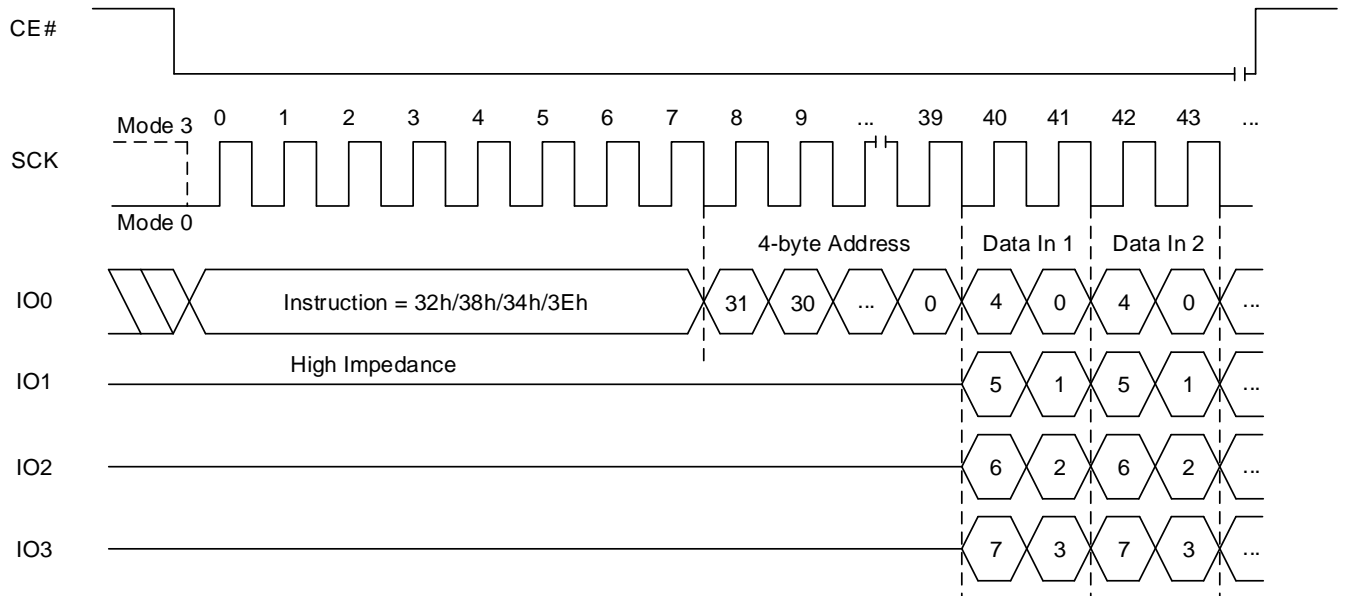 CE#
Mode 3 0 1 2 3 4 5 6 7 8 9 ... 39 40 41 42 43 ...
SCK
Mode 0
4-byte Address Data In 1 Data In 2
IO0 Instruction = 32h/38h/34h/3Eh 31 30 ... 0 4 0 4 0 ...
High Impedance
IO1 5 1 5 1 ...
IO2 6 2 6 2 ...
IO3 7 3 7 3 ...